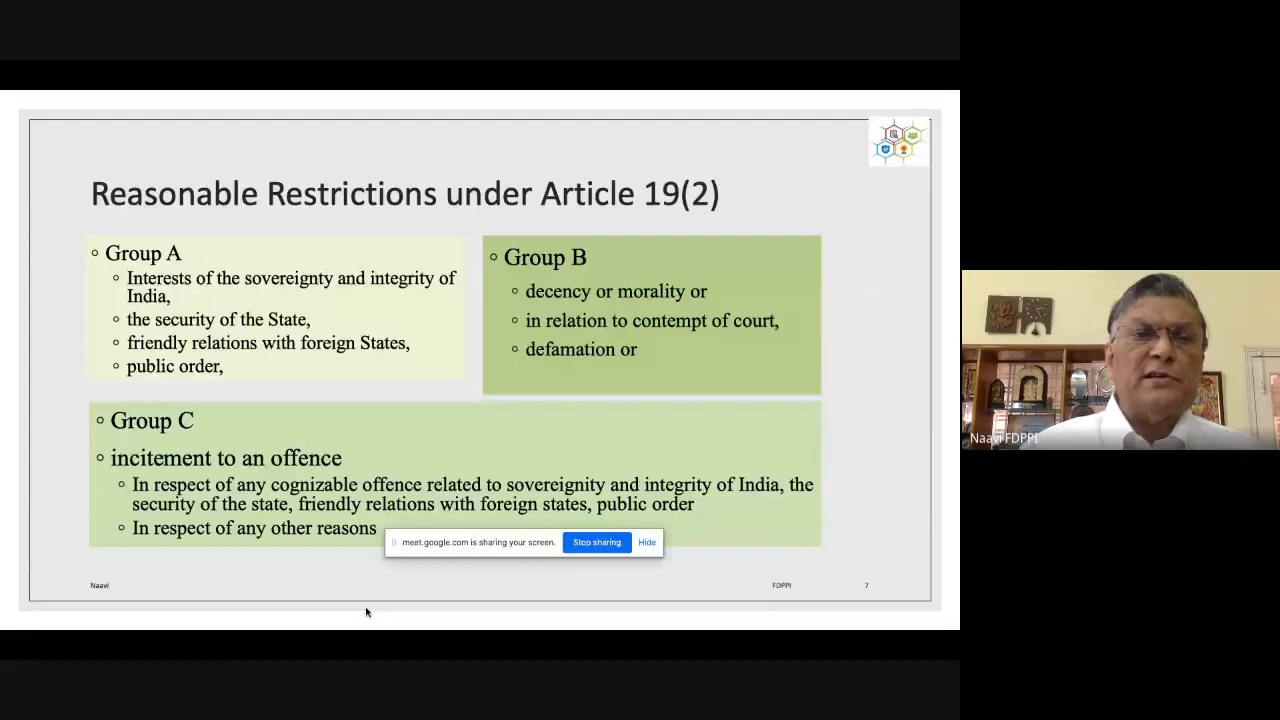 Reasonable Restrictions under Article 19(2)
Group A
Interests of the sovereignty and integrity of
India,
the security of the State,
friendly relations with foreign States,
public order,
Group B
decency or morality or
in relation to contempt of court,
defamation or
Group C
incitement to an offence
In respect of any cognizable offence related to sovereignity and integrity of India, the
security of the state, friendly relations with foreign states, public order
In respect of any other reasons
meet.google.com is sharing your screen.
Stop sharing
Hide
Naavi
FDPPI
7
Naavi FDPPI